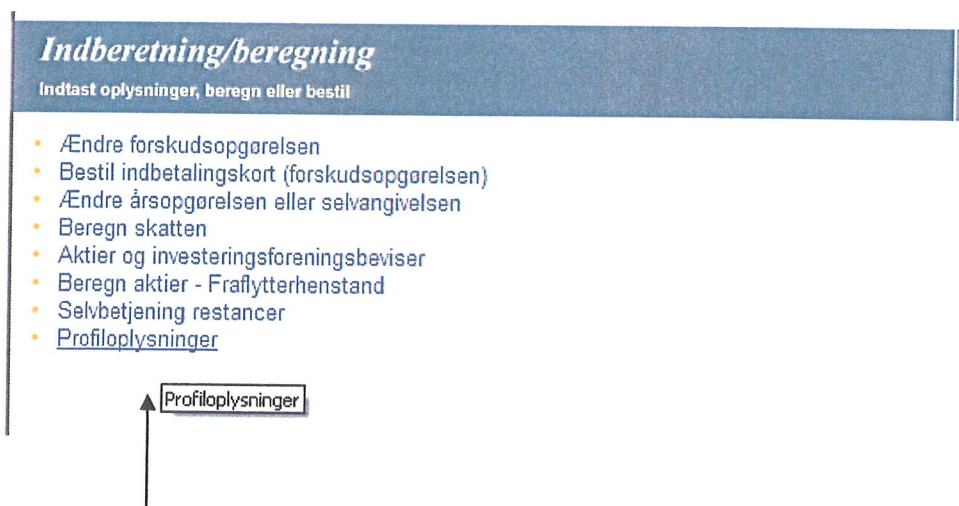 Indberetning/beregning
Indtast oplysninger, beregn eller bestil
• Ændre forskudsopgørelsen
• Bestil indbetalingskort (forskudsopgørelsen)
• Ændre årsopgørelsen eller selvangivelsen
• Beregn skatten
• Aktier og investeringsforeningsbeviser
• Beregn aktier - Fraflytterhenstand
• Selvbetjening restancer
• Profiloplysninger
Profiloplysninger